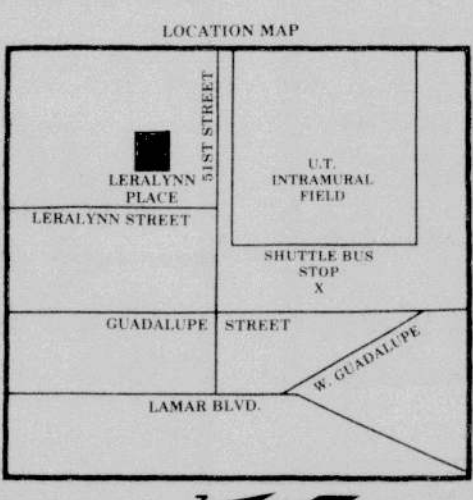 LOCATION MAP
51ST STREET
U.T.
INTRAMURAL
FIELD
LERALYNN
PLACE
LERALYNN STREET
SHUTTLE BUS
STOP
X
GUADALUPE STREET
W. GUADALUPE
LAMAR BLVD.